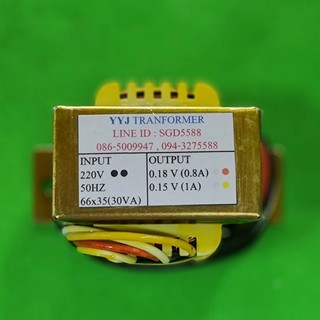 YYJ TRANFORMER
LINE ID : SGD5588
086-5009947 , 094-3275588
INPUT
220V
50HZ
66x35(30VA)
OUTPUT
0.18 V (0.8A)
0.15 V (1A)